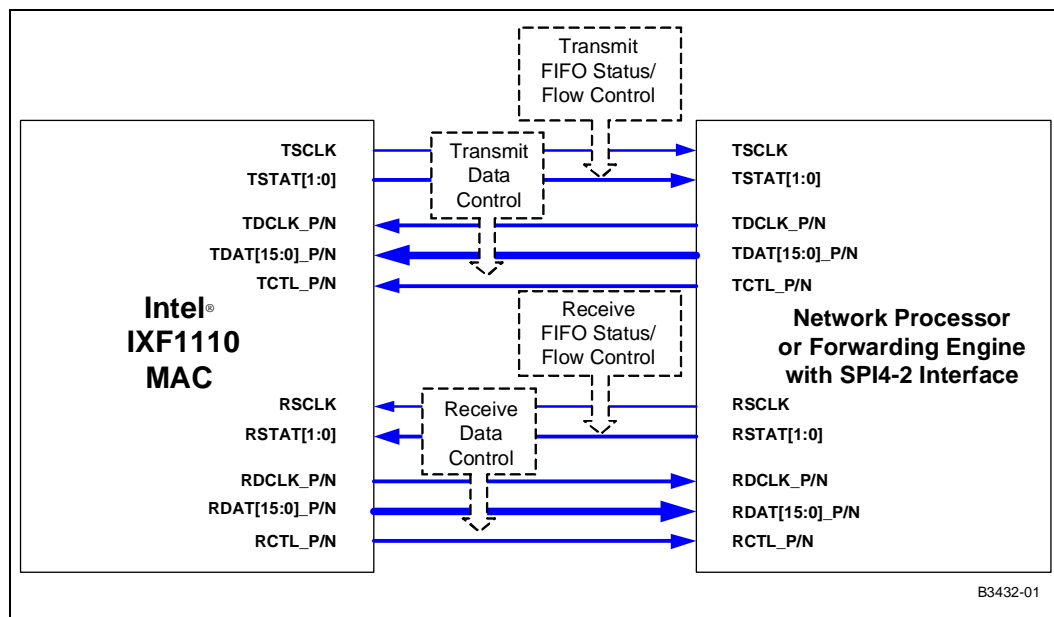 Transmit
FIFO Status/
Flow Control
TSCLK
TSTAT[1:0]
TDCLK_P/N
TDAT[15:0]_P/N
TCTL_P/N
Intel®
IXF1110
MAC
RSCLK
RSTAT[1:0]
RDCLK_P/N
RDAT[15:0]_P/N
RCTL_P/N
Transmit
Data
Control
Receive
FIFO Status/
Flow Control
Receive
Data
Control
TSCLK
TSTAT[1:0]
TDCLK_P/N
TDAT[15:0]_P/N
TCTL_P/N
Network Processor
or Forwarding Engine
with SPI4-2 Interface
RSCLK
RSTAT[1:0]
RDCLK_P/N
RDAT[15:0]_P/N
RCTL_P/N
B3432-01